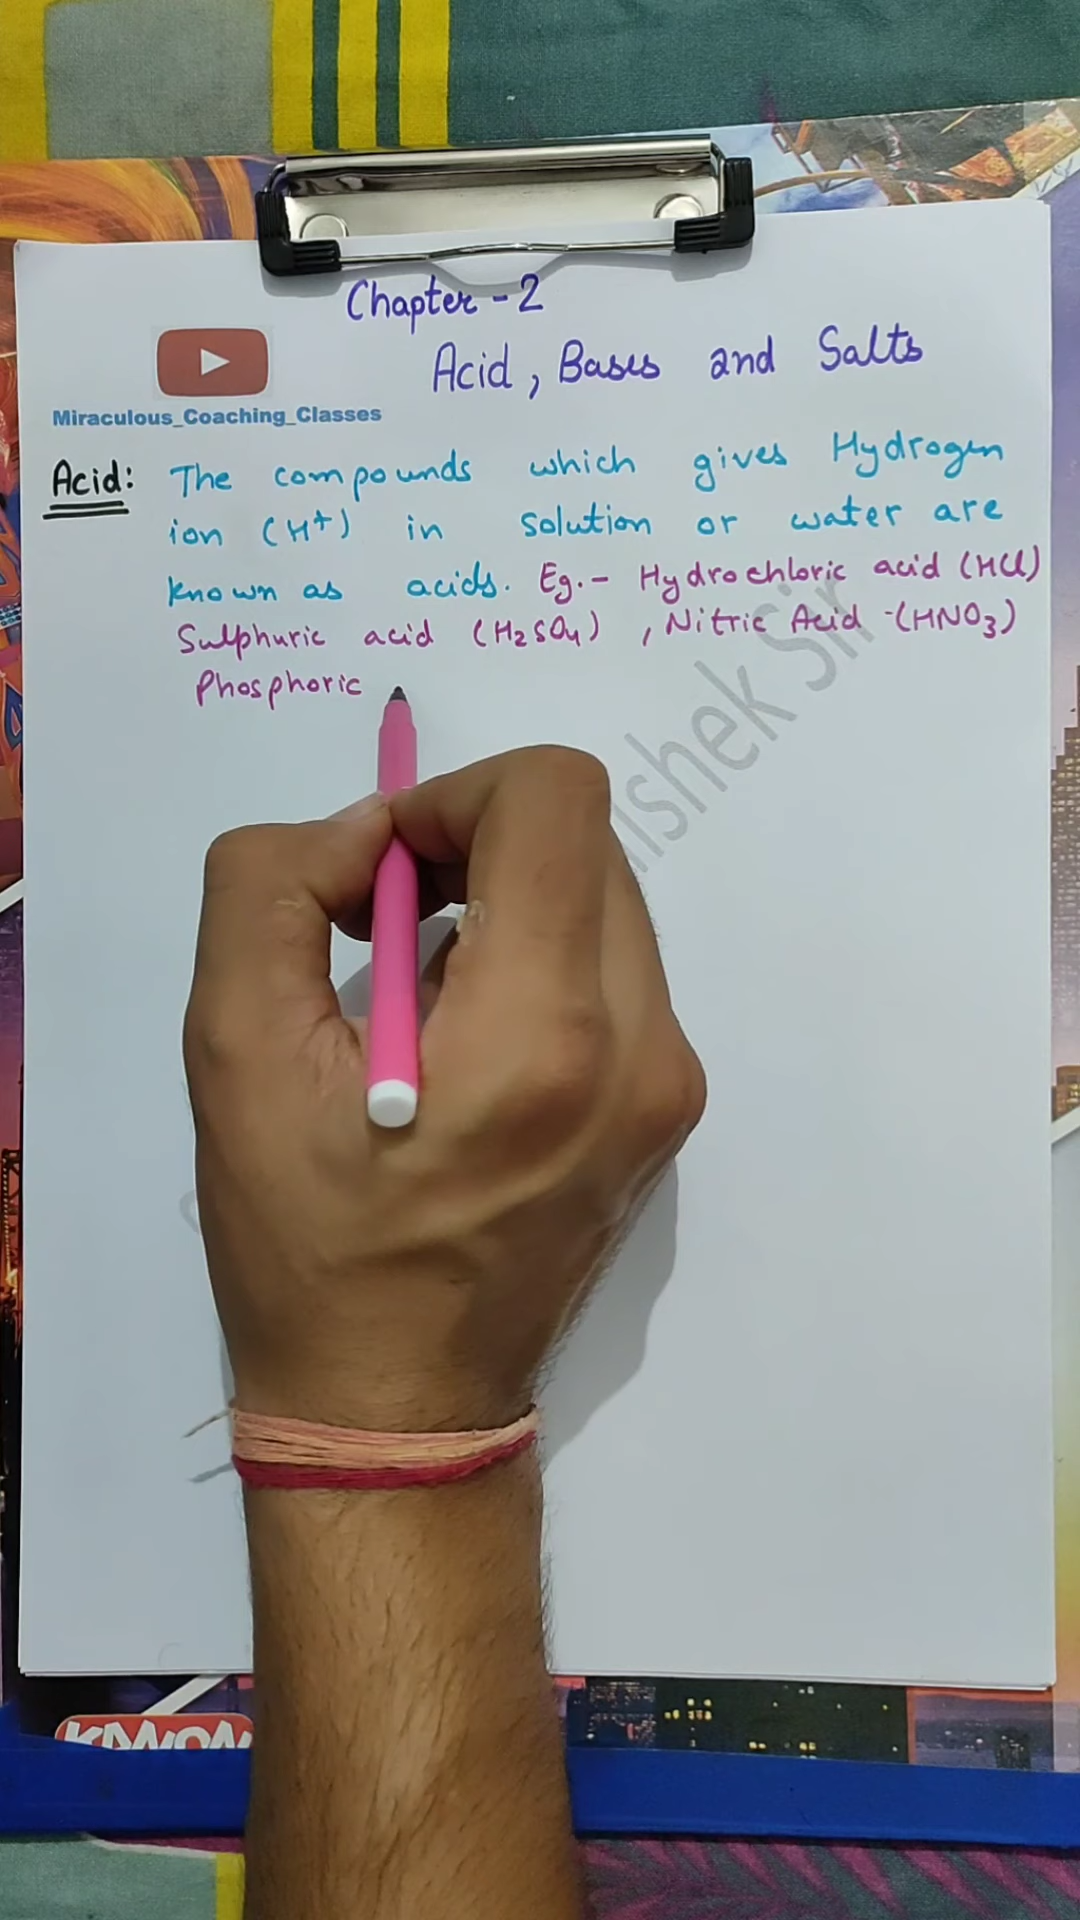 Chapter - 2
Acid, Bases and Salts
Miraculous_Coaching_Classes
Acid: The compounds which gives Hydrogen
ion (H+) in solution or water are
known as acids. Eg.- Hydrochloric acid (HCl)
Sulphuric acid (H2SO4) , Nitric Acid -(HNO3)
Phosphoric
Sir